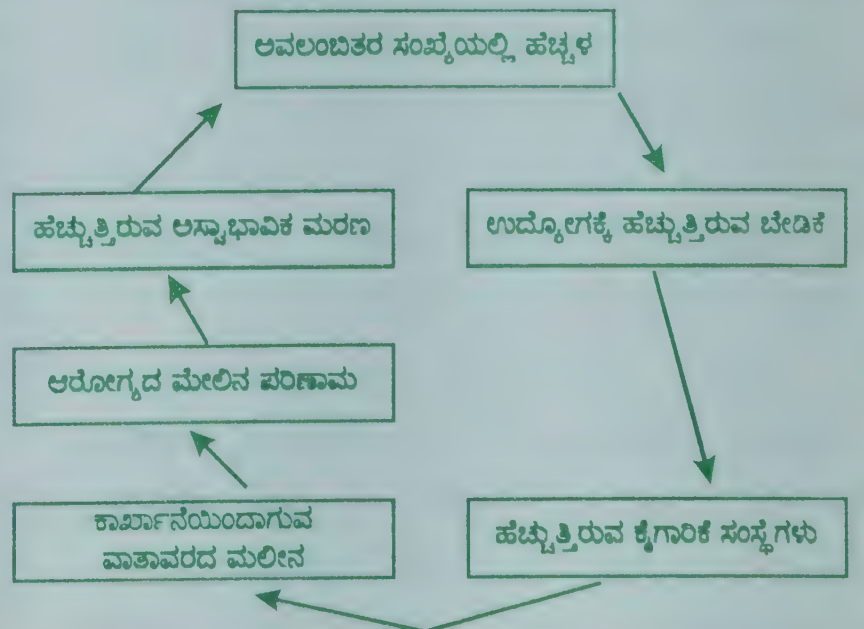 ಅವಲಂಬಿತರ ಸಂಖ್ಯೆಯಲ್ಲಿ ಹೆಚ್ಚಳ
ಹೆಚ್ಚುತ್ತಿರುವ ಅಸ್ವಾಭಾವಿಕ ಮರಣ
ಉದ್ಯೋಗಕ್ಕೆ ಹೆಚ್ಚುತ್ತಿರುವ ಬೇಡಿಕೆ
ಆರೋಗ್ಯದ ಮೇಲಿನ ಪರಿಣಾಮ
ಕಾರ್ಖಾನೆಯಿಂದಾಗುವ
ವಾತಾವರದ ಮಲೀನ
ಹೆಚ್ಚುತ್ತಿರುವ ಕೈಗಾರಿಕೆ ಸಂಸ್ಥೆಗಳು